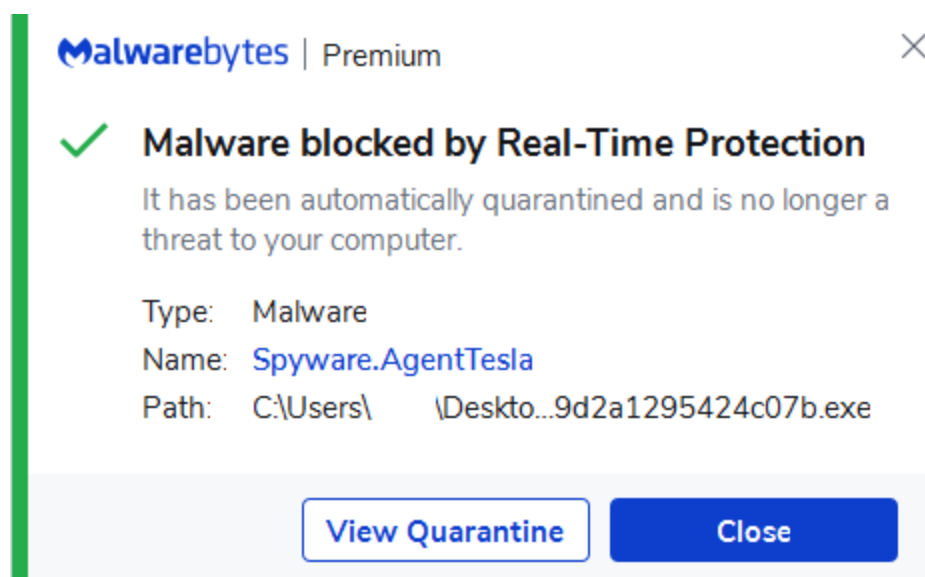 Malwarebytes | Premium
Malware blocked by Real-Time Protection
It has been automatically quarantined and is no longer a
threat to your computer.
Type: Malware
Name: Spyware.AgentTesla
Path: C:\Users\ \Deskto...9d2a1295424c07b.exe
View Quarantine Close